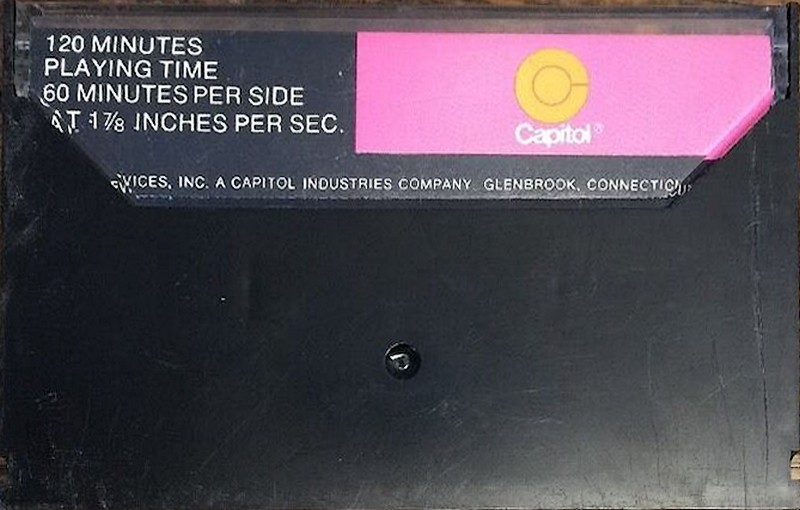 120 MINUTES
PLAYING TIME
60 MINUTES PER SIDE
AT 1⅞ INCHES PER SEC.
Capitol®
INC. A CAPITOL INDUSTRIES COMPANY GLENBROOK,